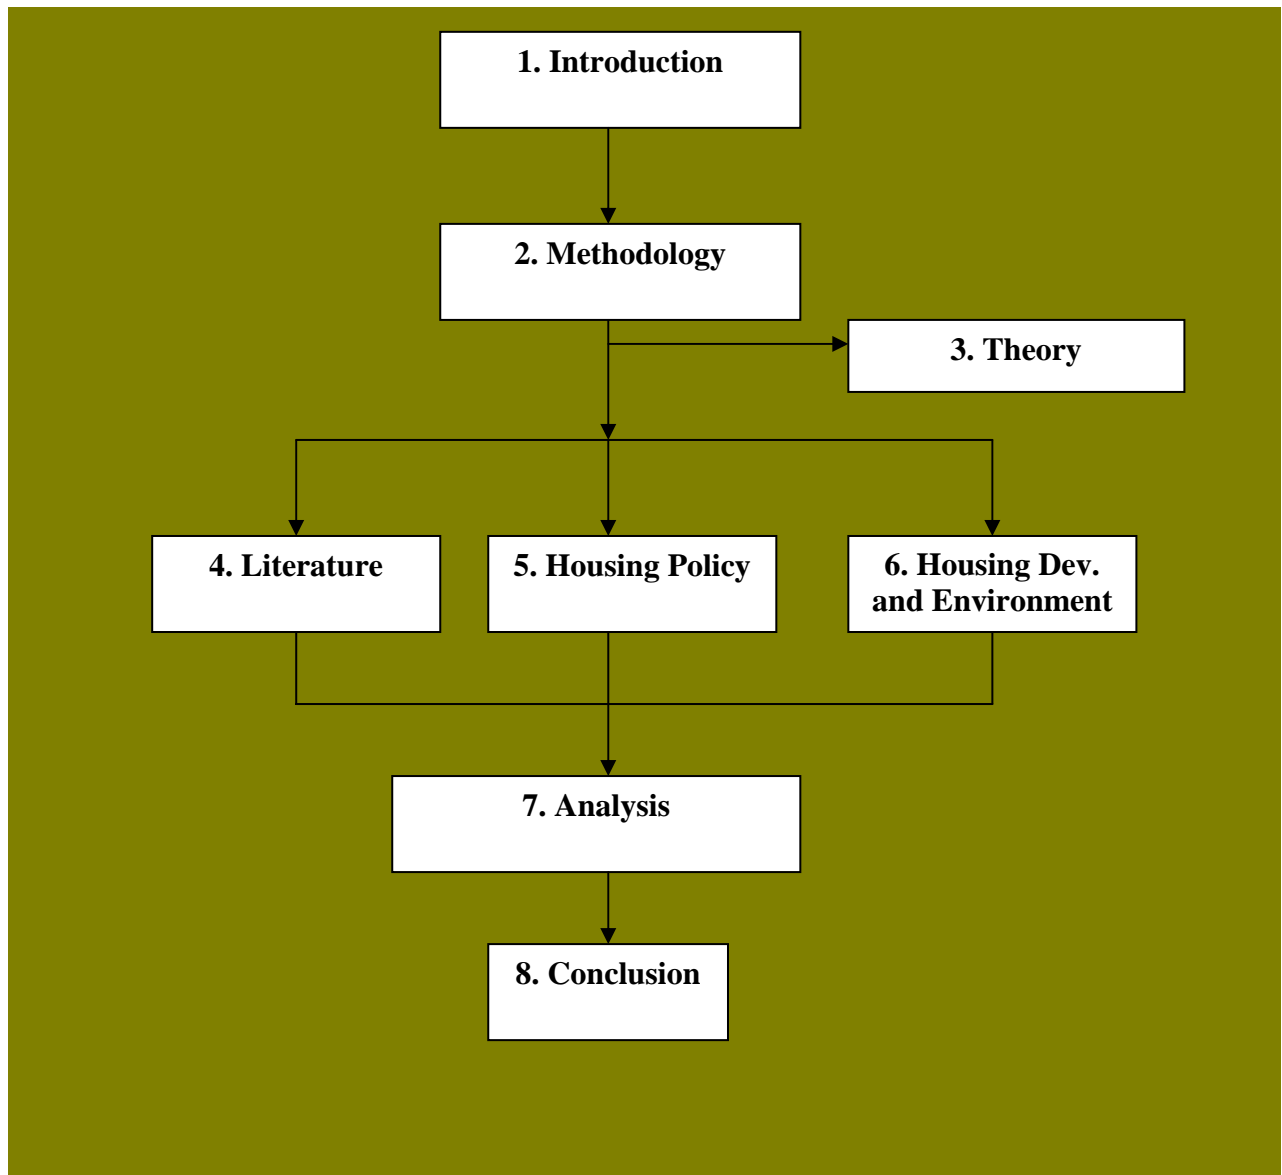 1. Introduction
2. Methodology
3. Theory
4. Literature
5. Housing Policy
6. Housing Dev.
and Environment
7. Analysis
8. Conclusion